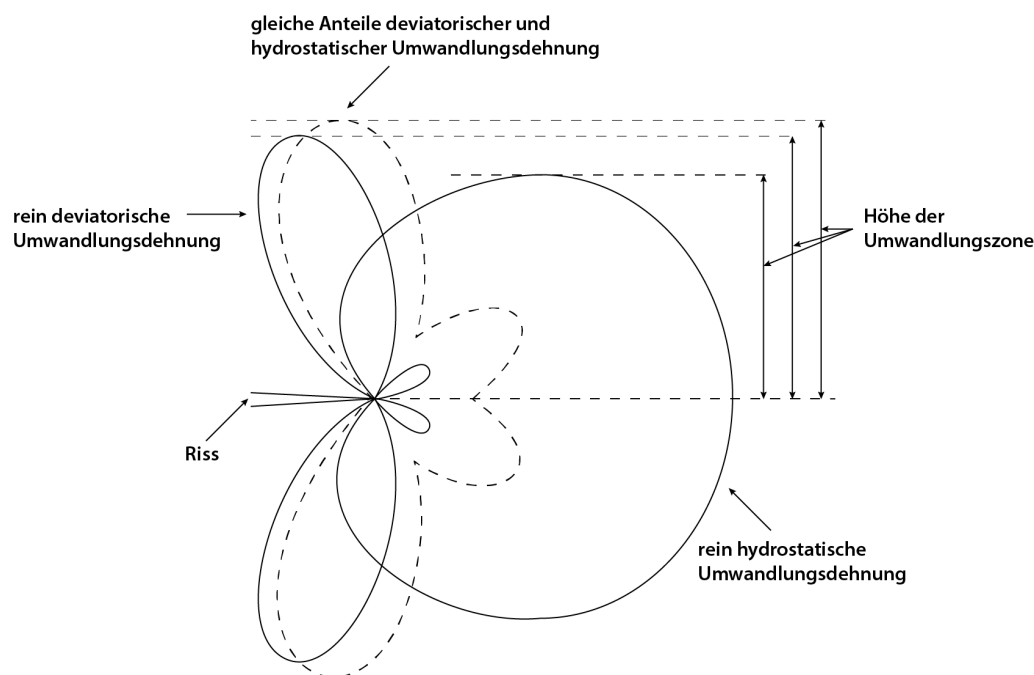 gleiche Anteile deviatorischer und
hydrostatischer Umwandlungsdehnung
rein deviatorische
Umwandlungsdehnung
Höhe der
Umwandlungszone
Riss
rein hydrostatische
Umwandlungsdehnung